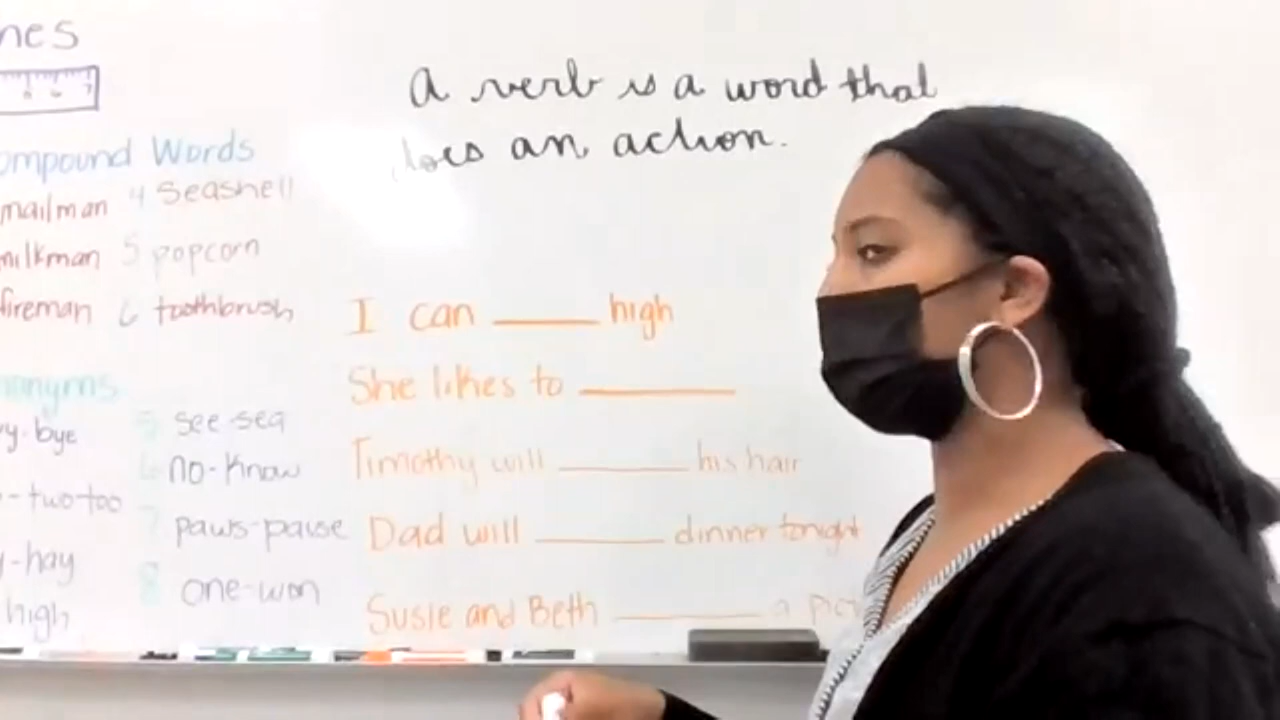 A verb is a word that
does an action.
Compound Words
mailman 4 Seashell
milkman 5 popcorn
fireman 6 toothbrush
5 see-sea
6 no-know
two-too
7 paws-pause
hay
8 one-won
high
bye
I can ______ high
She likes to ______
Timothy will ______ his hair
Dad will ______ dinner tonight
Susie and Beth ______ a